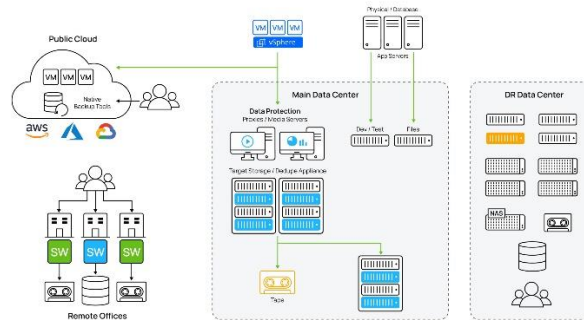 Public Cloud
VM VM VM
Native
Backup Tools
aws
VM VM VM
vSphere
Physical / Database
App Servers
Main Data Center
Data Protection
Proxies / Media Servers
Dev / Test
Files
Target Storage / Dedupe Appliance
Tape
DR Data Center
NAS
SW SW SW
Remote Offices